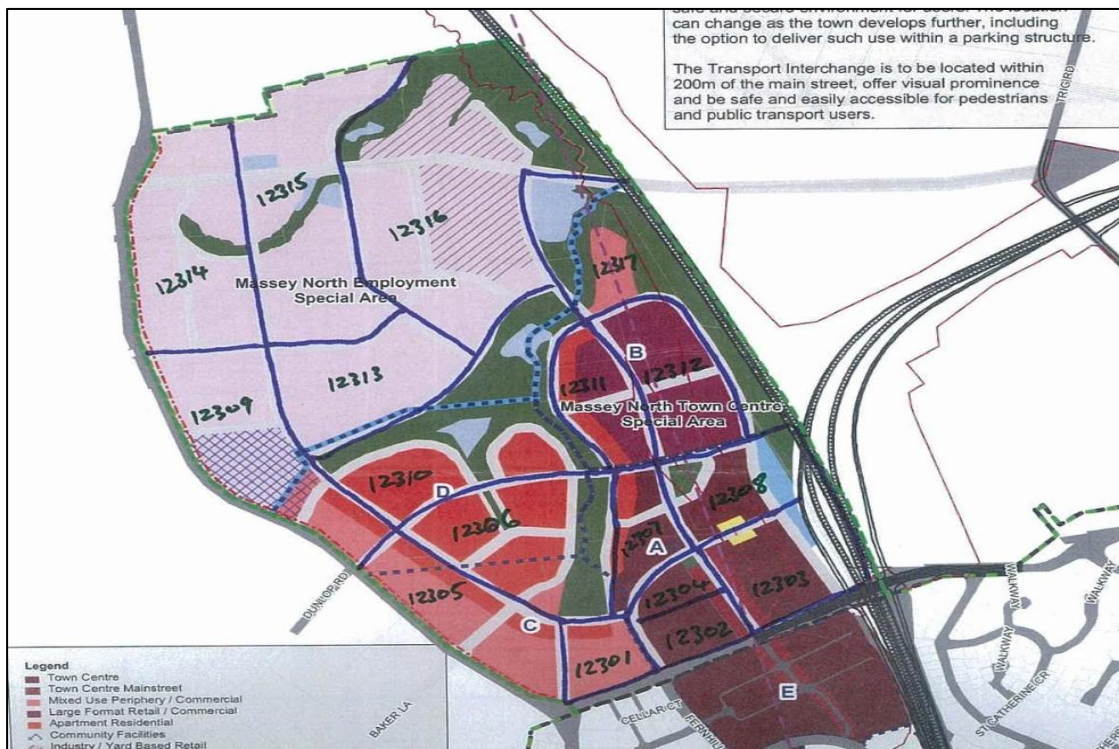 safe and secure environment for users. The location
can change as the town develops further, including
the option to deliver such use within a parking structure.
The Transport Interchange is to be located within
200m of the main street, offer visual prominence
and be safe and easily accessible for pedestrians
and public transport users.
TRIG RD
12315
12316
12314
12317
Massey North Employment
Special Area
B
12313
12311
12312
12309
Massey North Town Centre
Special Area
12310
D
12306
12308
12307
A
12305
12304
12303
DUNLOP RD
C
12302
12301
E
WALKWAY
WALKWAY
CELLAR CT
BAKER LA
ST CATHERINE CR
Legend
Town Centre
Town Centre Mainstreet
Mixed Use Periphery / Commercial
Large Format Retail / Commercial
Apartment Residential
Community Facilities
Industry / Yard Based Retail